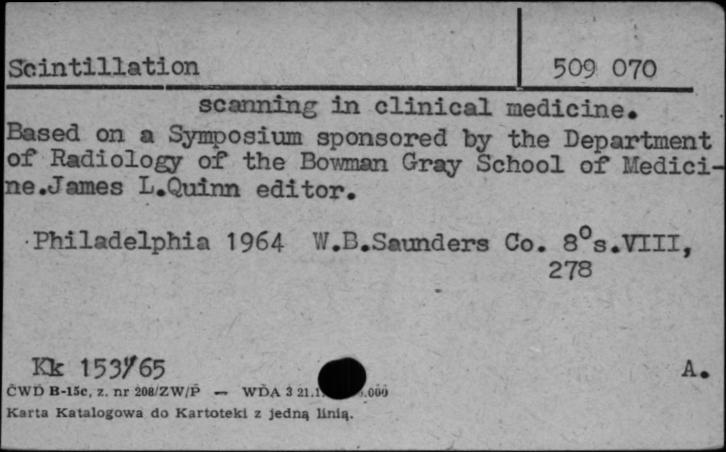 Scintillation 509 070
scanning in clinical medicine.
Based on a Symposium sponsored by the Department
of Radiology of the Bowman Gray School of Medici-
ne.James L.Quinn editor.
Philadelphia 1964 W.B.Saunders Co. 8°s.VIII,
278
Kk 153/65 A.
ĆWD B-15c, z. nr 208/ZW/P — WDA 3 .000
Karta Katalogowa do Kartoteki z jedną linią.